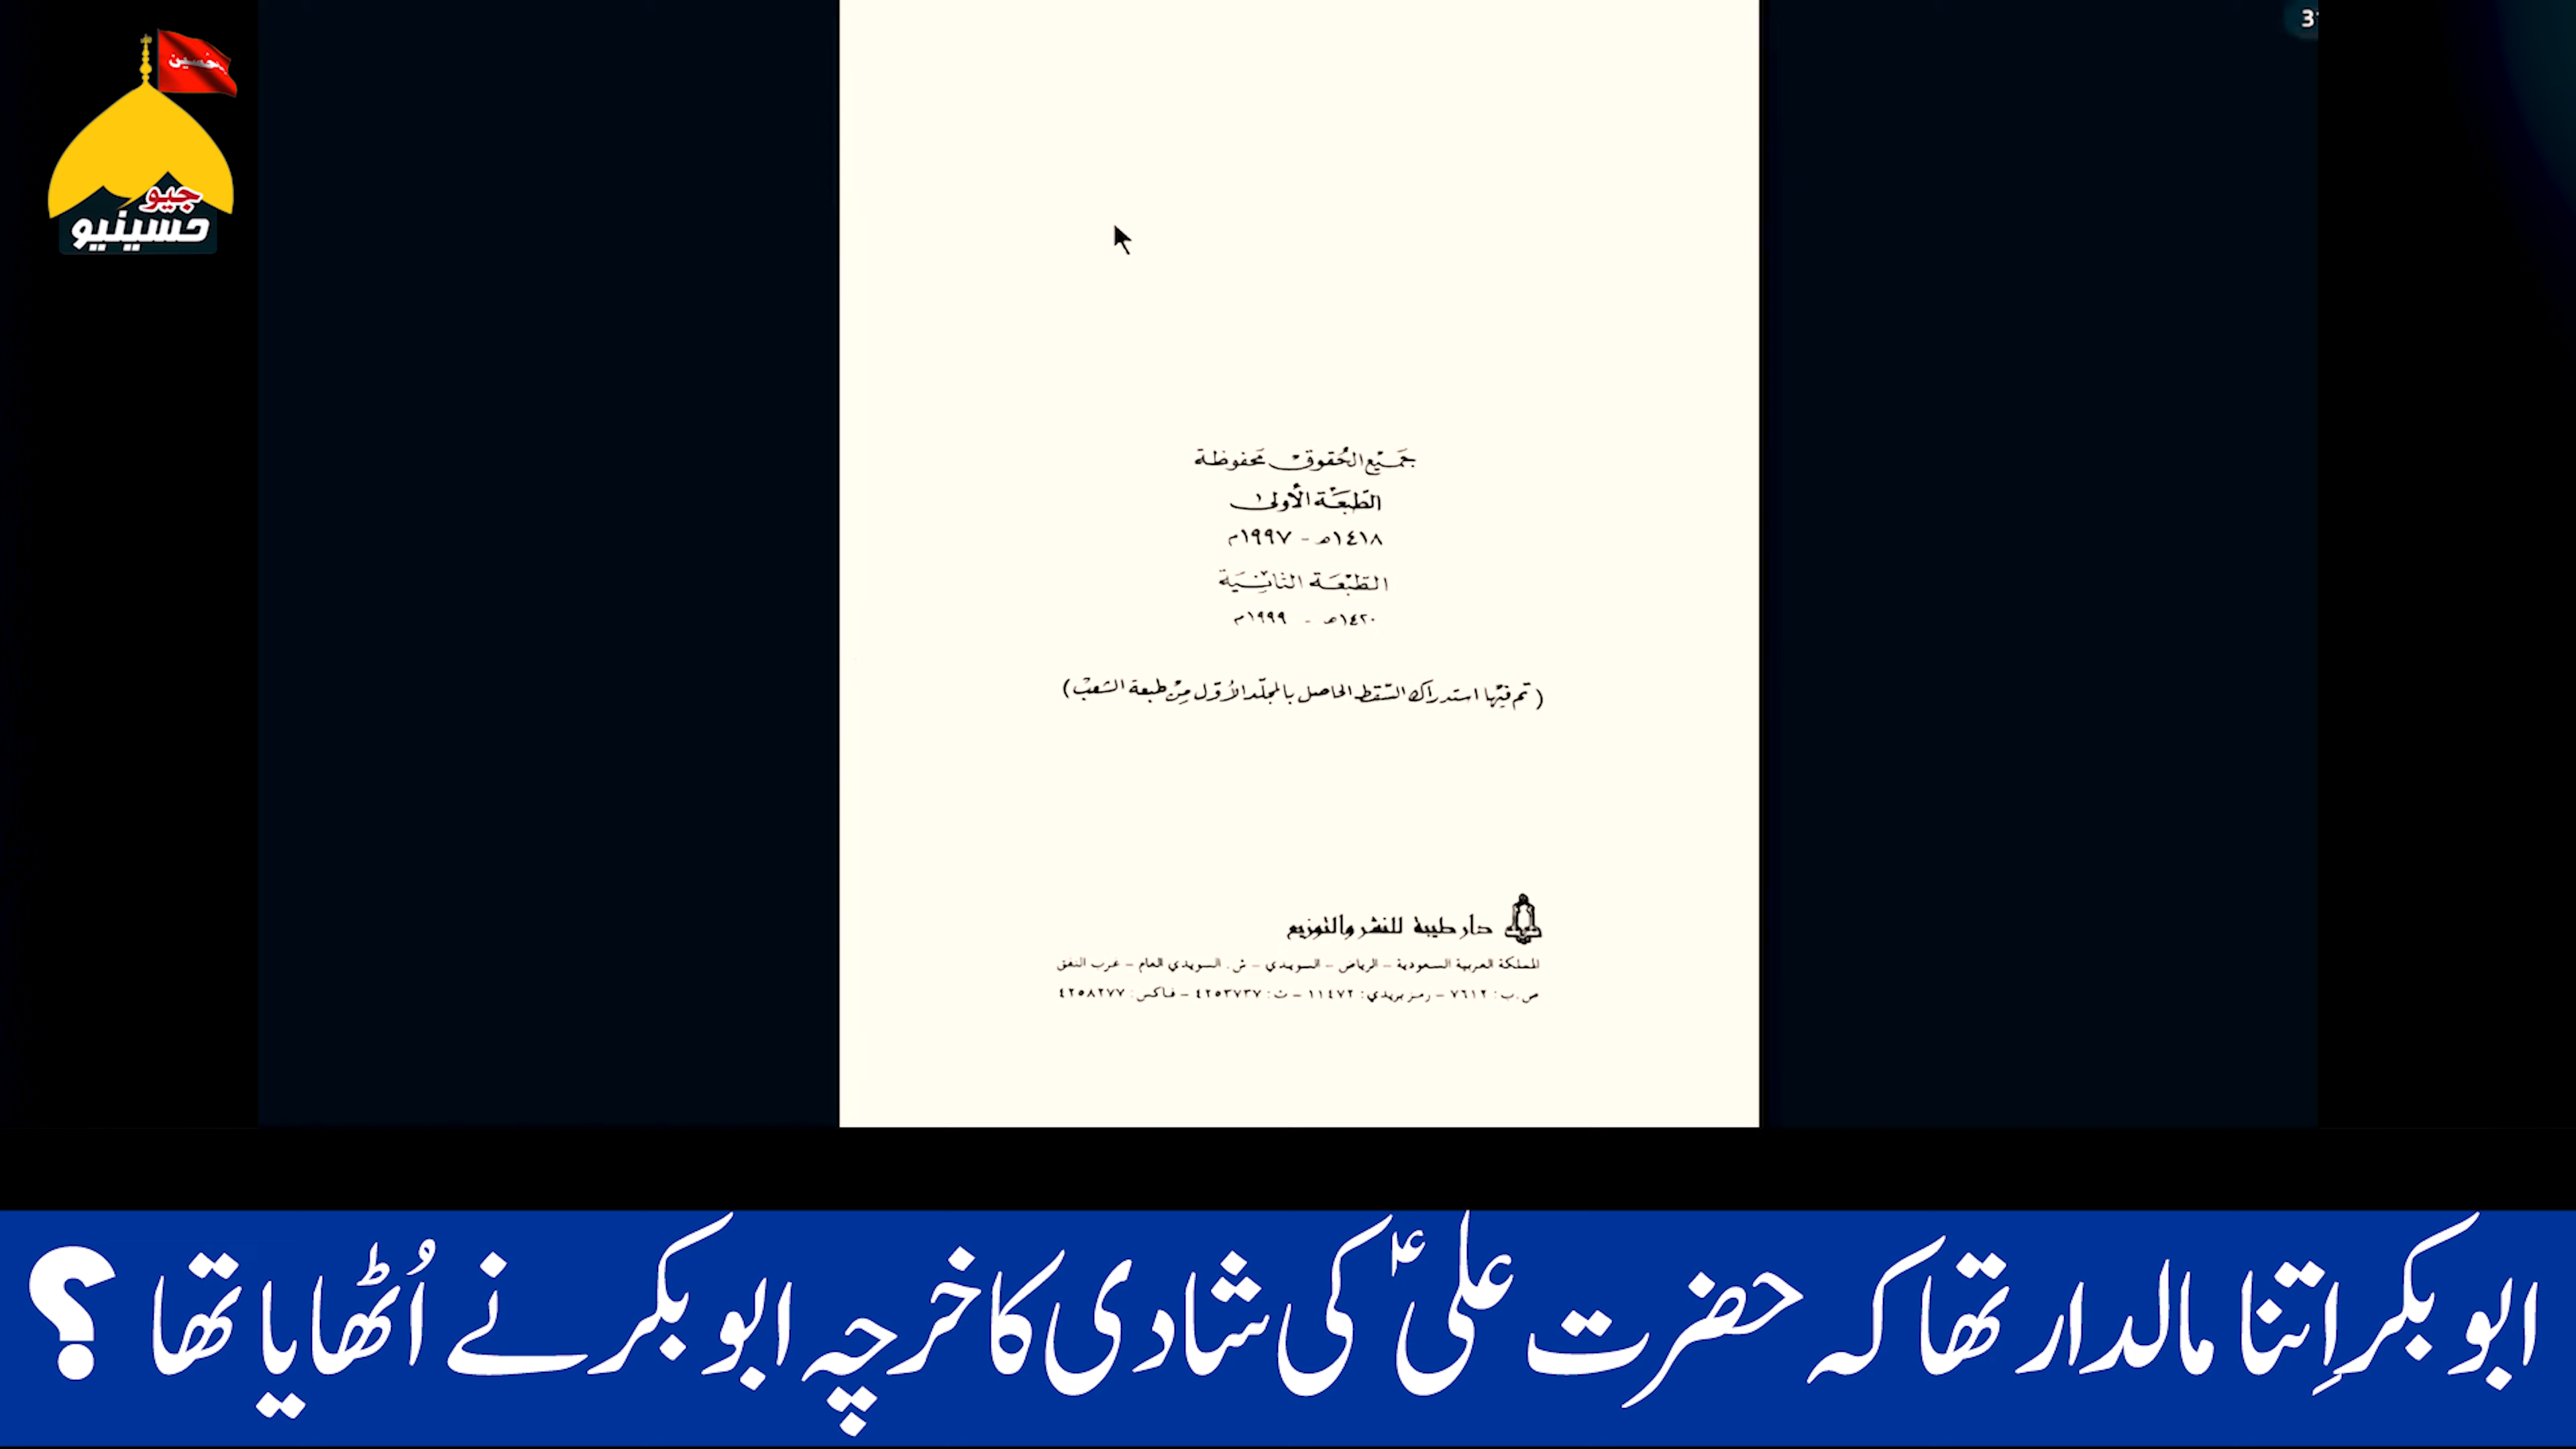 حسين
جیو
حسینیو
جميع الحقوق محفوظة
الطبعة الأولى
١٤١٨هـ - ١٩٩٧م
الطبعة الثانية
١٤٢٠هـ - ١٩٩٩م
(تم فيها استدراك السقط الحاصل بالمجلد الأول من طبعة الشعب)
دار طيبة للنشر والتوزيع
المملكة العربية السعودية – الرياض – السويدي – ش. السويدي العام – غرب النفق
ص.ب: ٧٦١٢ – رمز بريدي: ١١٤٧٢ – ت: ٤٢٥٣٧٣٧ – فاكس: ٤٢٥٨٢٧٧
ابو بکر اِتنا مالدار تھا کہ حضرت علیؑ کی شادی کا خرچہ ابو بکر نے اُٹھایا تھا ؟